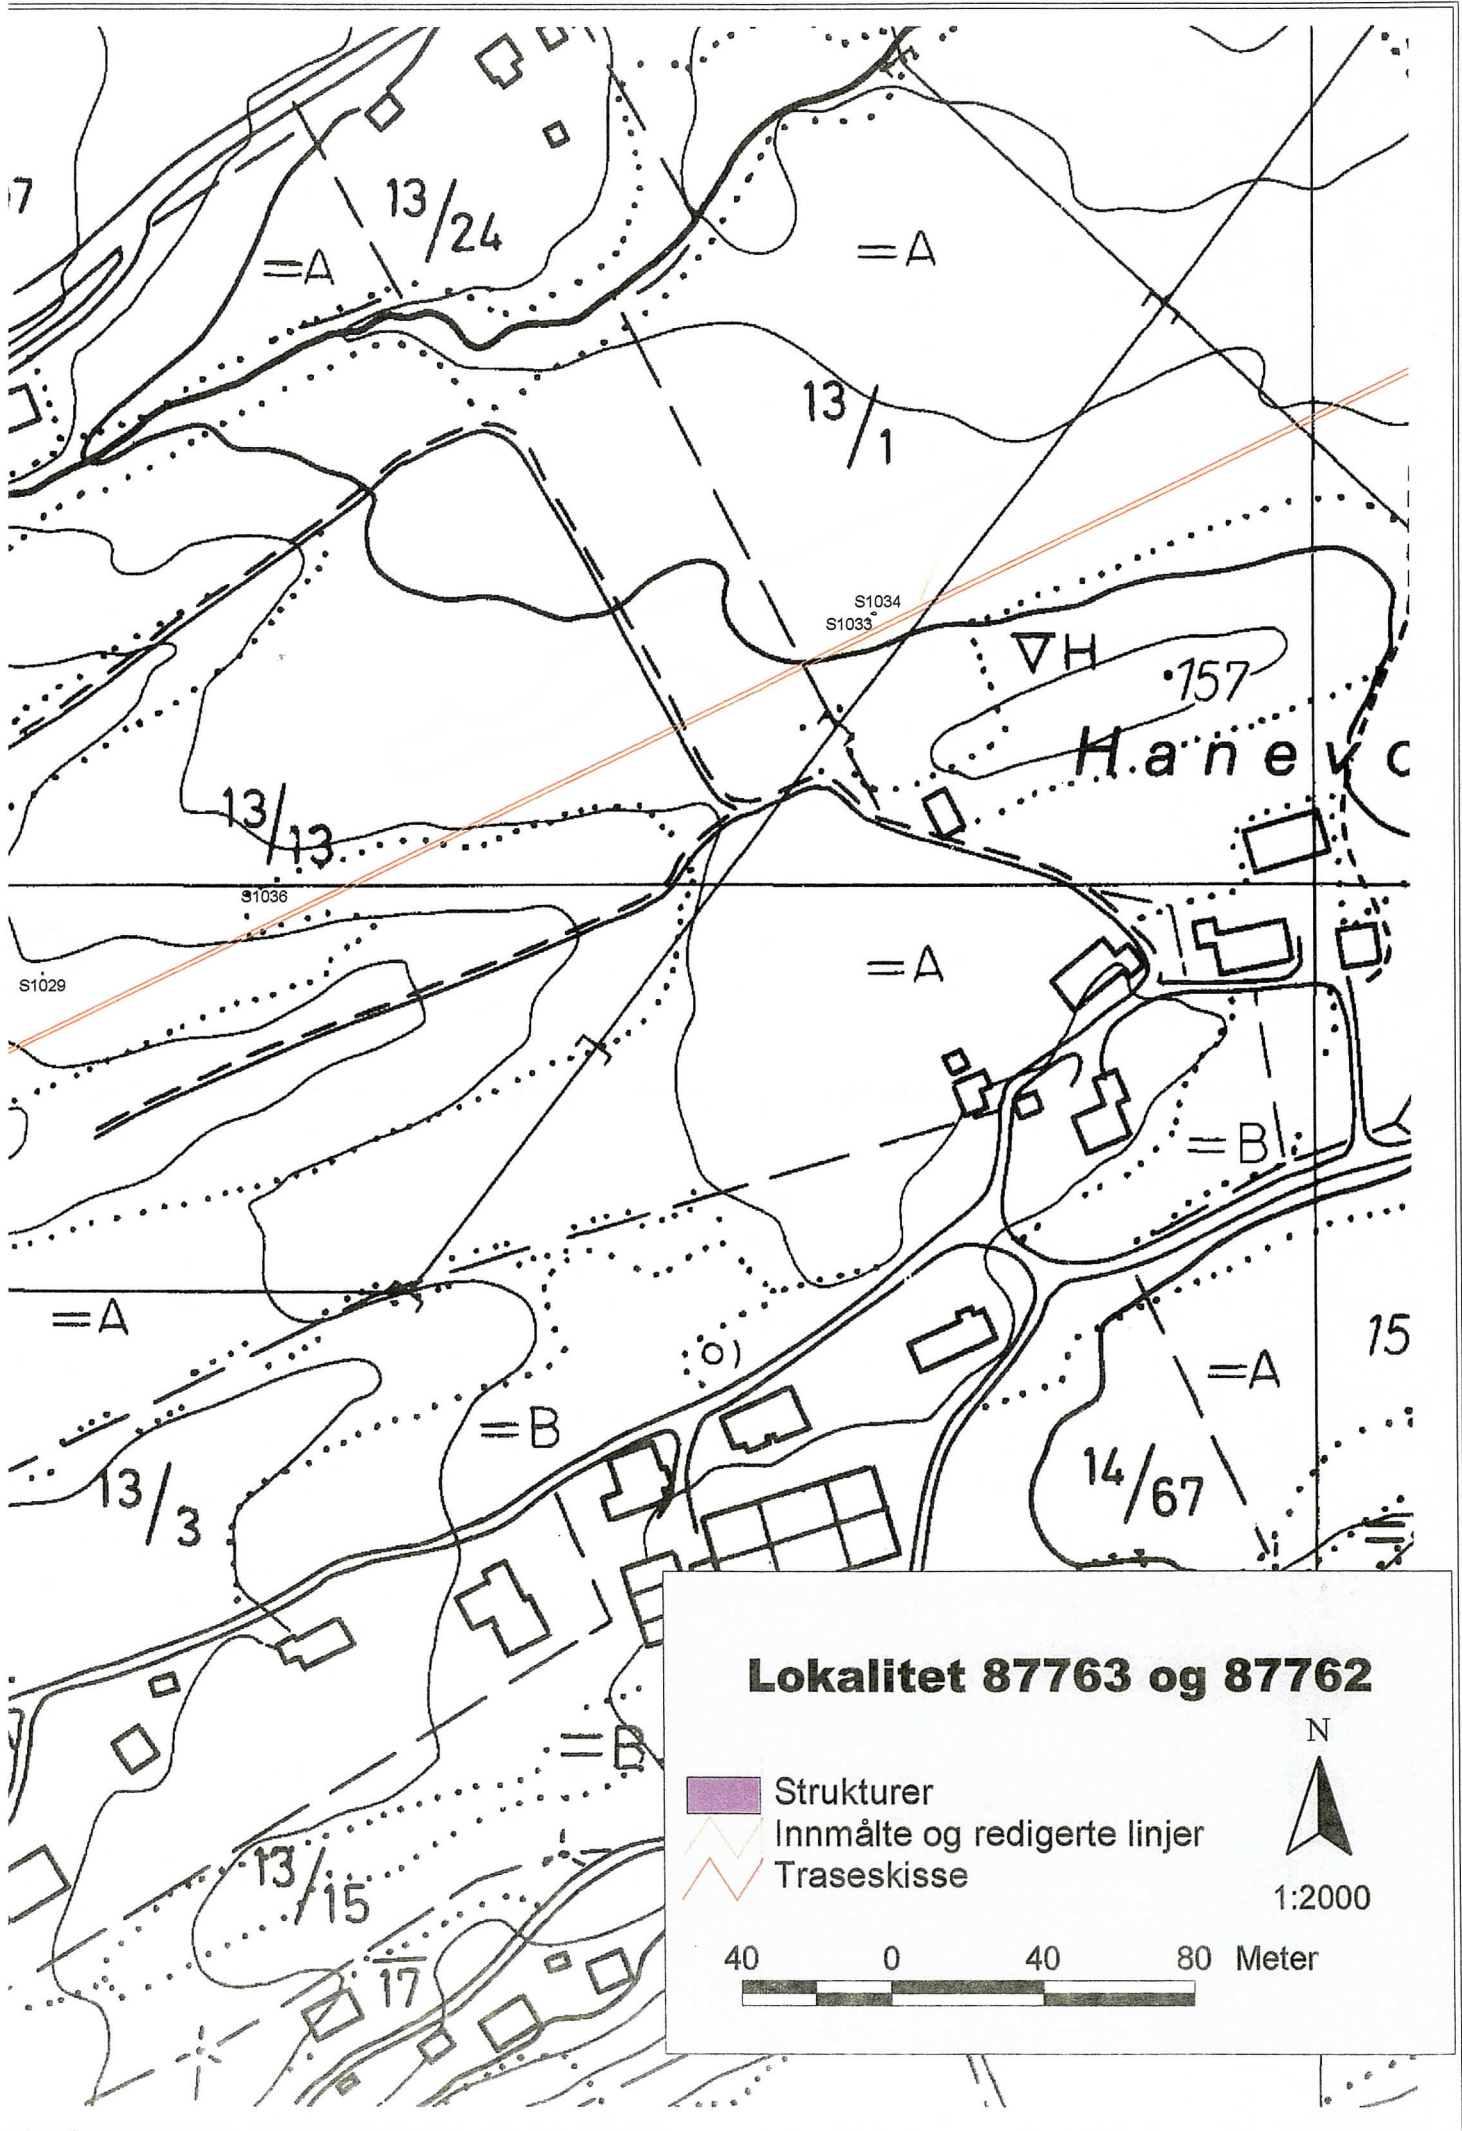 13/24
=A
=A
13/1
S1034
S1033
H
157
Hanev
13/13
S1036
S1029
=A
=B
=A
o)
=A
15
=B
13/3
14/67
Lokalitet 87763 og 87762
N
=B
Strukturer
Innmålte og redigerte linjer
Traseskisse
1:2000
13/15
17
40 0 40 80 Meter